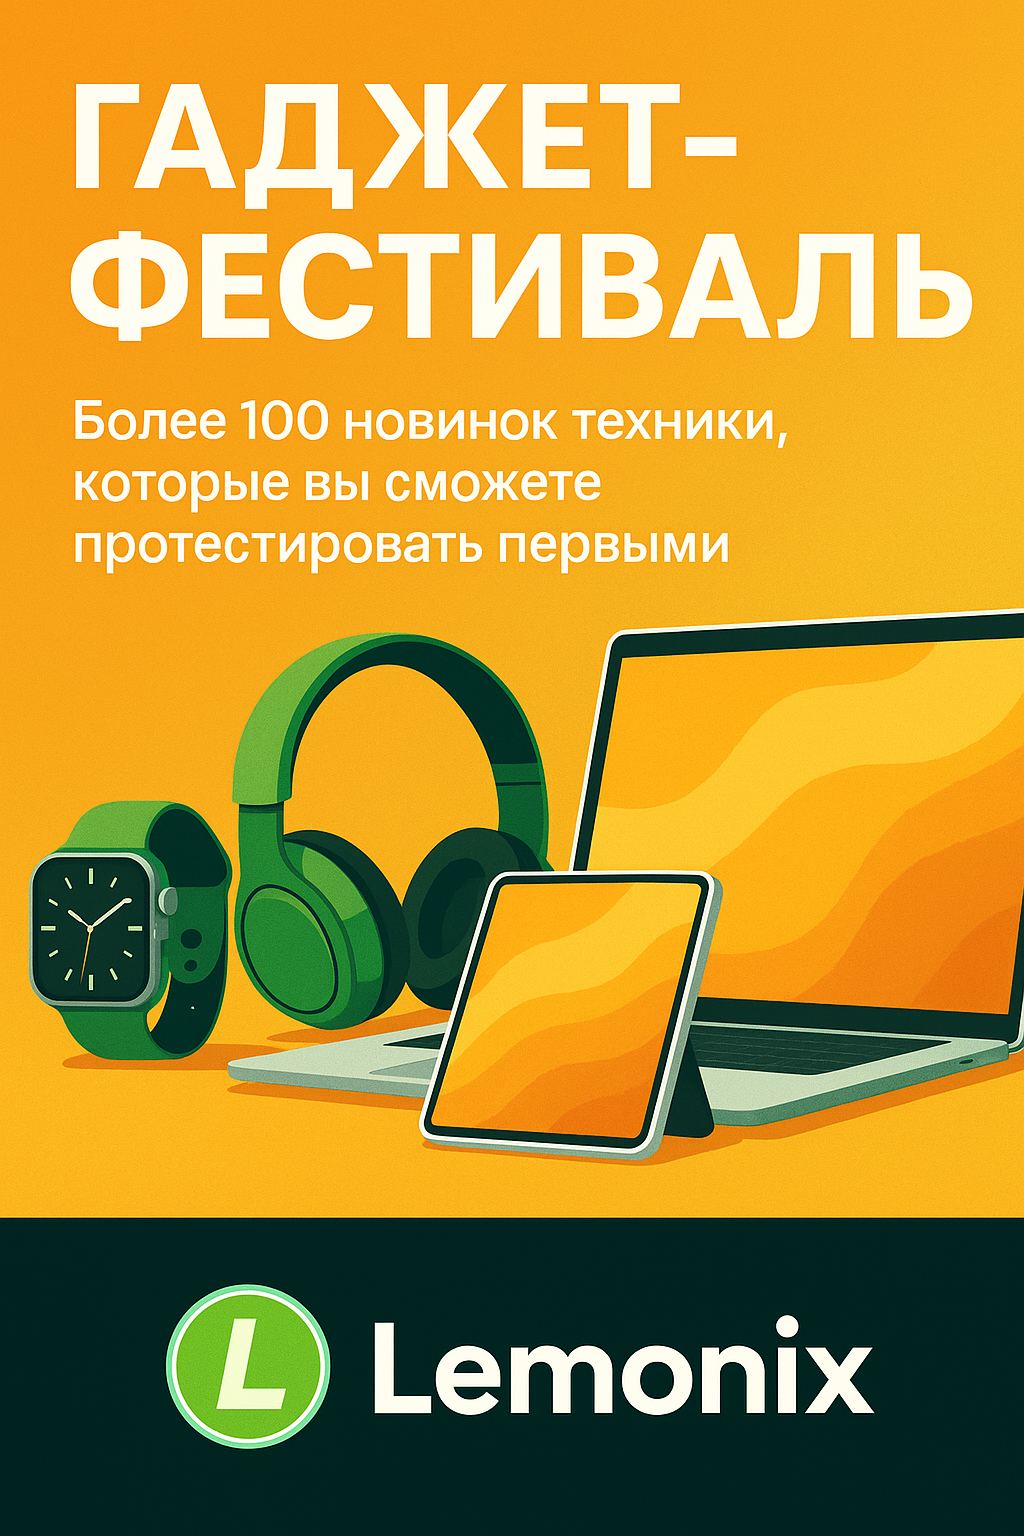 ГАДЖЕТ-
ФЕСТИВАЛЬ
Более 100 новинок техники,
которые вы сможете
протестировать первыми
L Lemonix